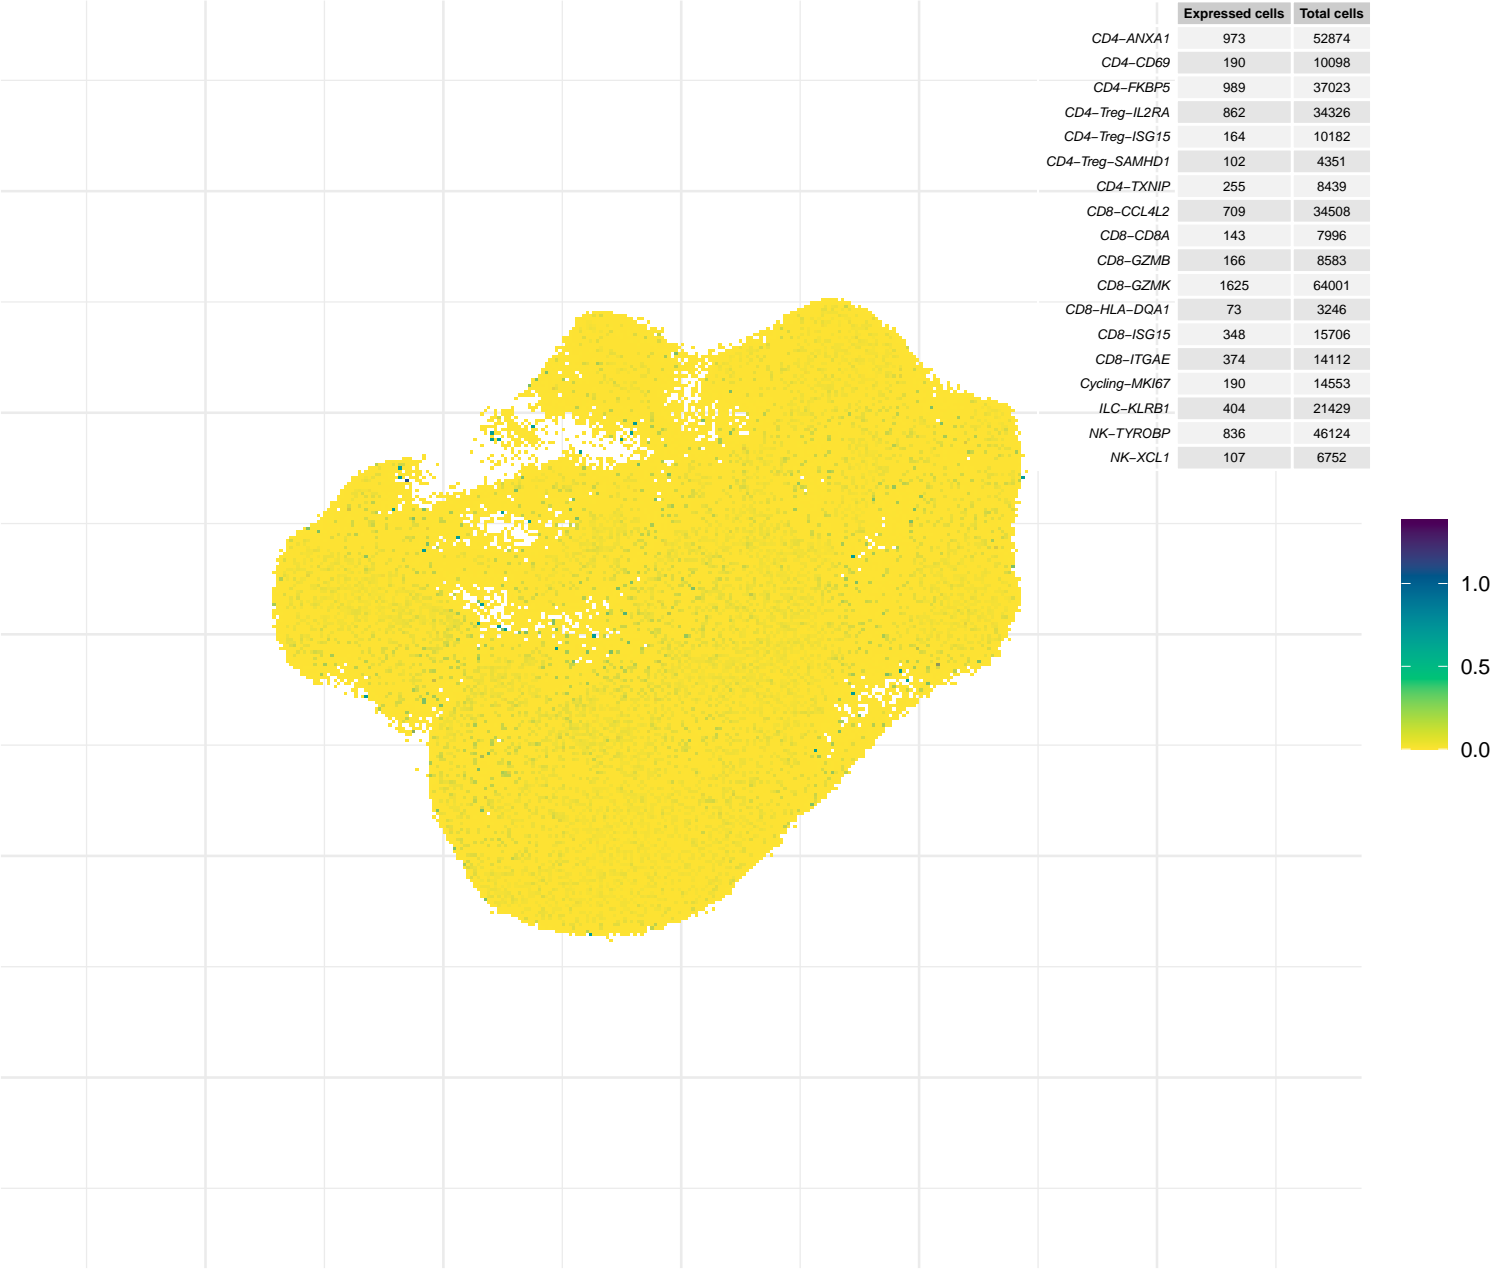 Expressed cells Total cells
CD4−ANXA1 973 52874
CD4−CD69 190 10098
CD4−FKBP5 989 37023
CD4−Treg−IL2RA 862 34326
CD4−Treg−ISG15 164 10182
CD4−Treg−SAMHD1 102 4351
CD4−TXNIP 255 8439
CD8−CCL4L2 709 34508
CD8−CD8A 143 7996
CD8−GZMB 166 8583
CD8−GZMK 1625 64001
CD8−HLA−DQA1 73 3246
CD8−ISG15 348 15706
CD8−ITGAE 374 14112
Cycling−MKI67 190 14553
ILC−KLRB1 404 21429
NK−TYROBP 836 46124
NK−XCL1 107 6752
1.0
0.5
0.0